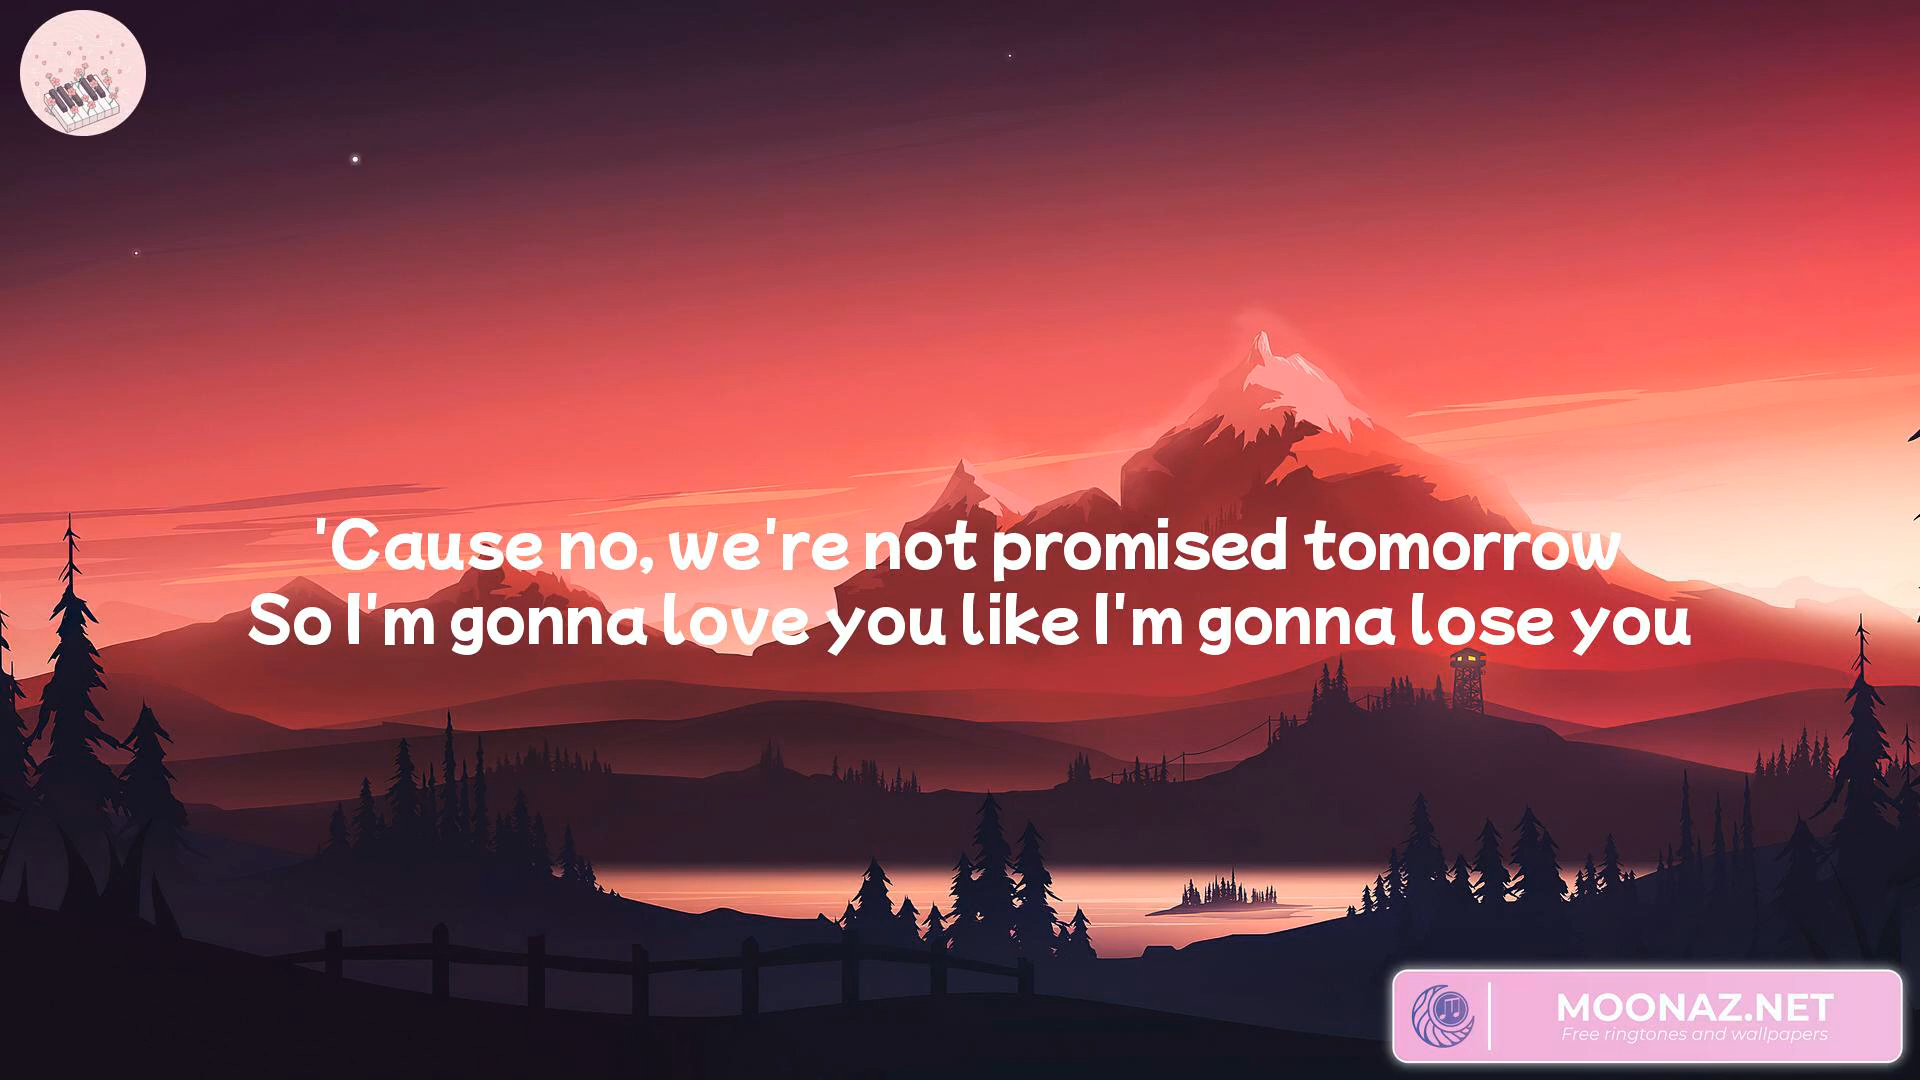 'Cause no, we're not promised tomorrow
So I'm gonna love you like I'm gonna lose you
MOONAZ.NET
Free ringtones and wallpapers